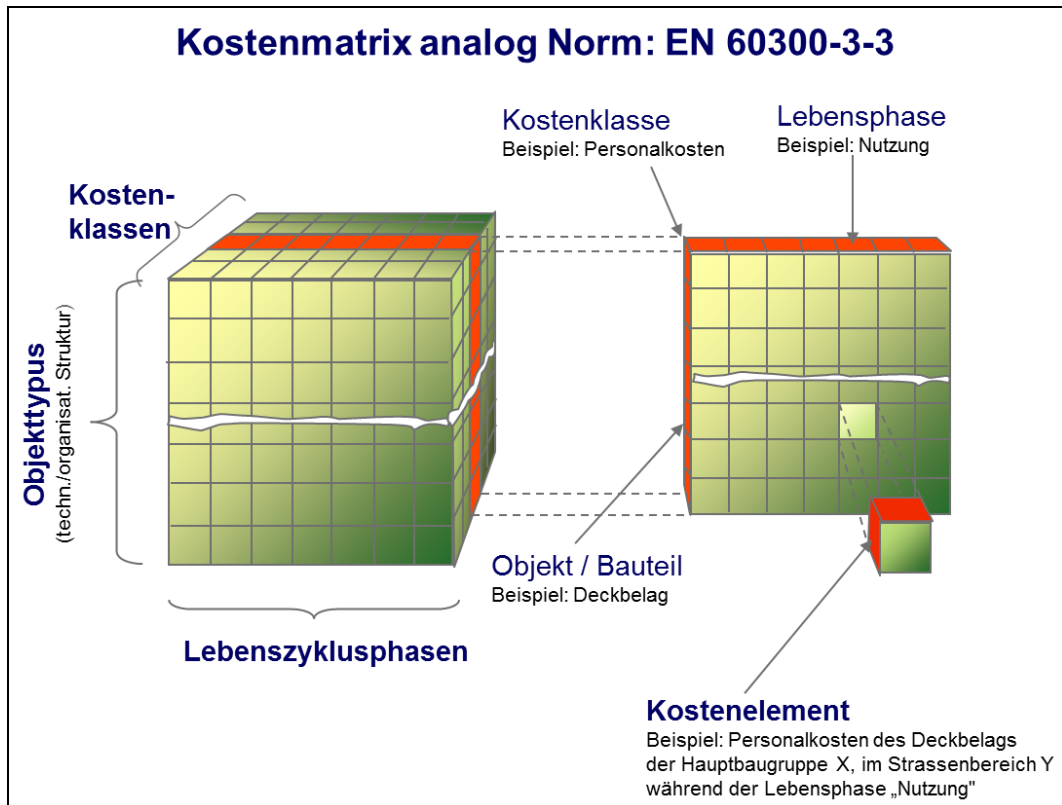 Kostenmatrix analog Norm: EN 60300-3-3
Kostenklasse
Beispiel: Personalkosten
Lebensphase
Beispiel: Nutzung
Kosten-
klassen
Objekttypus
(techn./organisat. Struktur)
Objekt / Bauteil
Beispiel: Deckbelag
Lebenszyklusphasen
Kostenelement
Beispiel: Personalkosten des Deckbelags
der Hauptbaugruppe X, im Strassenbereich Y
während der Lebensphase „Nutzung"